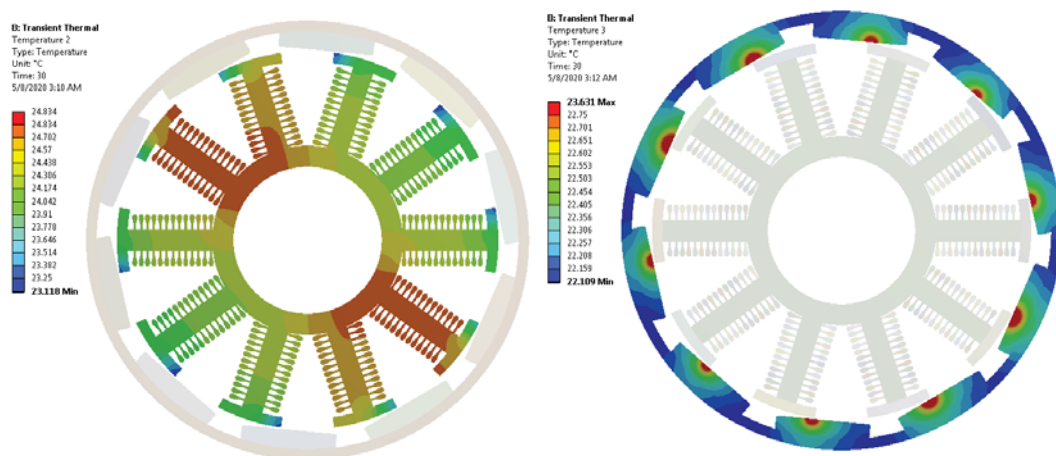 B: Transient Thermal
Temperature 2
Type: Temperature
Unit: °C
Time: 30
5/8/2020 3:10 AM
24.834
24.834
24.702
24.57
24.438
24.306
24.174
24.042
23.91
23.778
23.646
23.514
23.382
23.25
23.118 Min
B: Transient Thermal
Temperature 3
Type: Temperature
Unit: °C
Time: 30
5/8/2020 3:12 AM
23.631 Max
22.75
22.701
22.651
22.602
22.553
22.503
22.454
22.405
22.356
22.306
22.257
22.208
22.159
22.109 Min